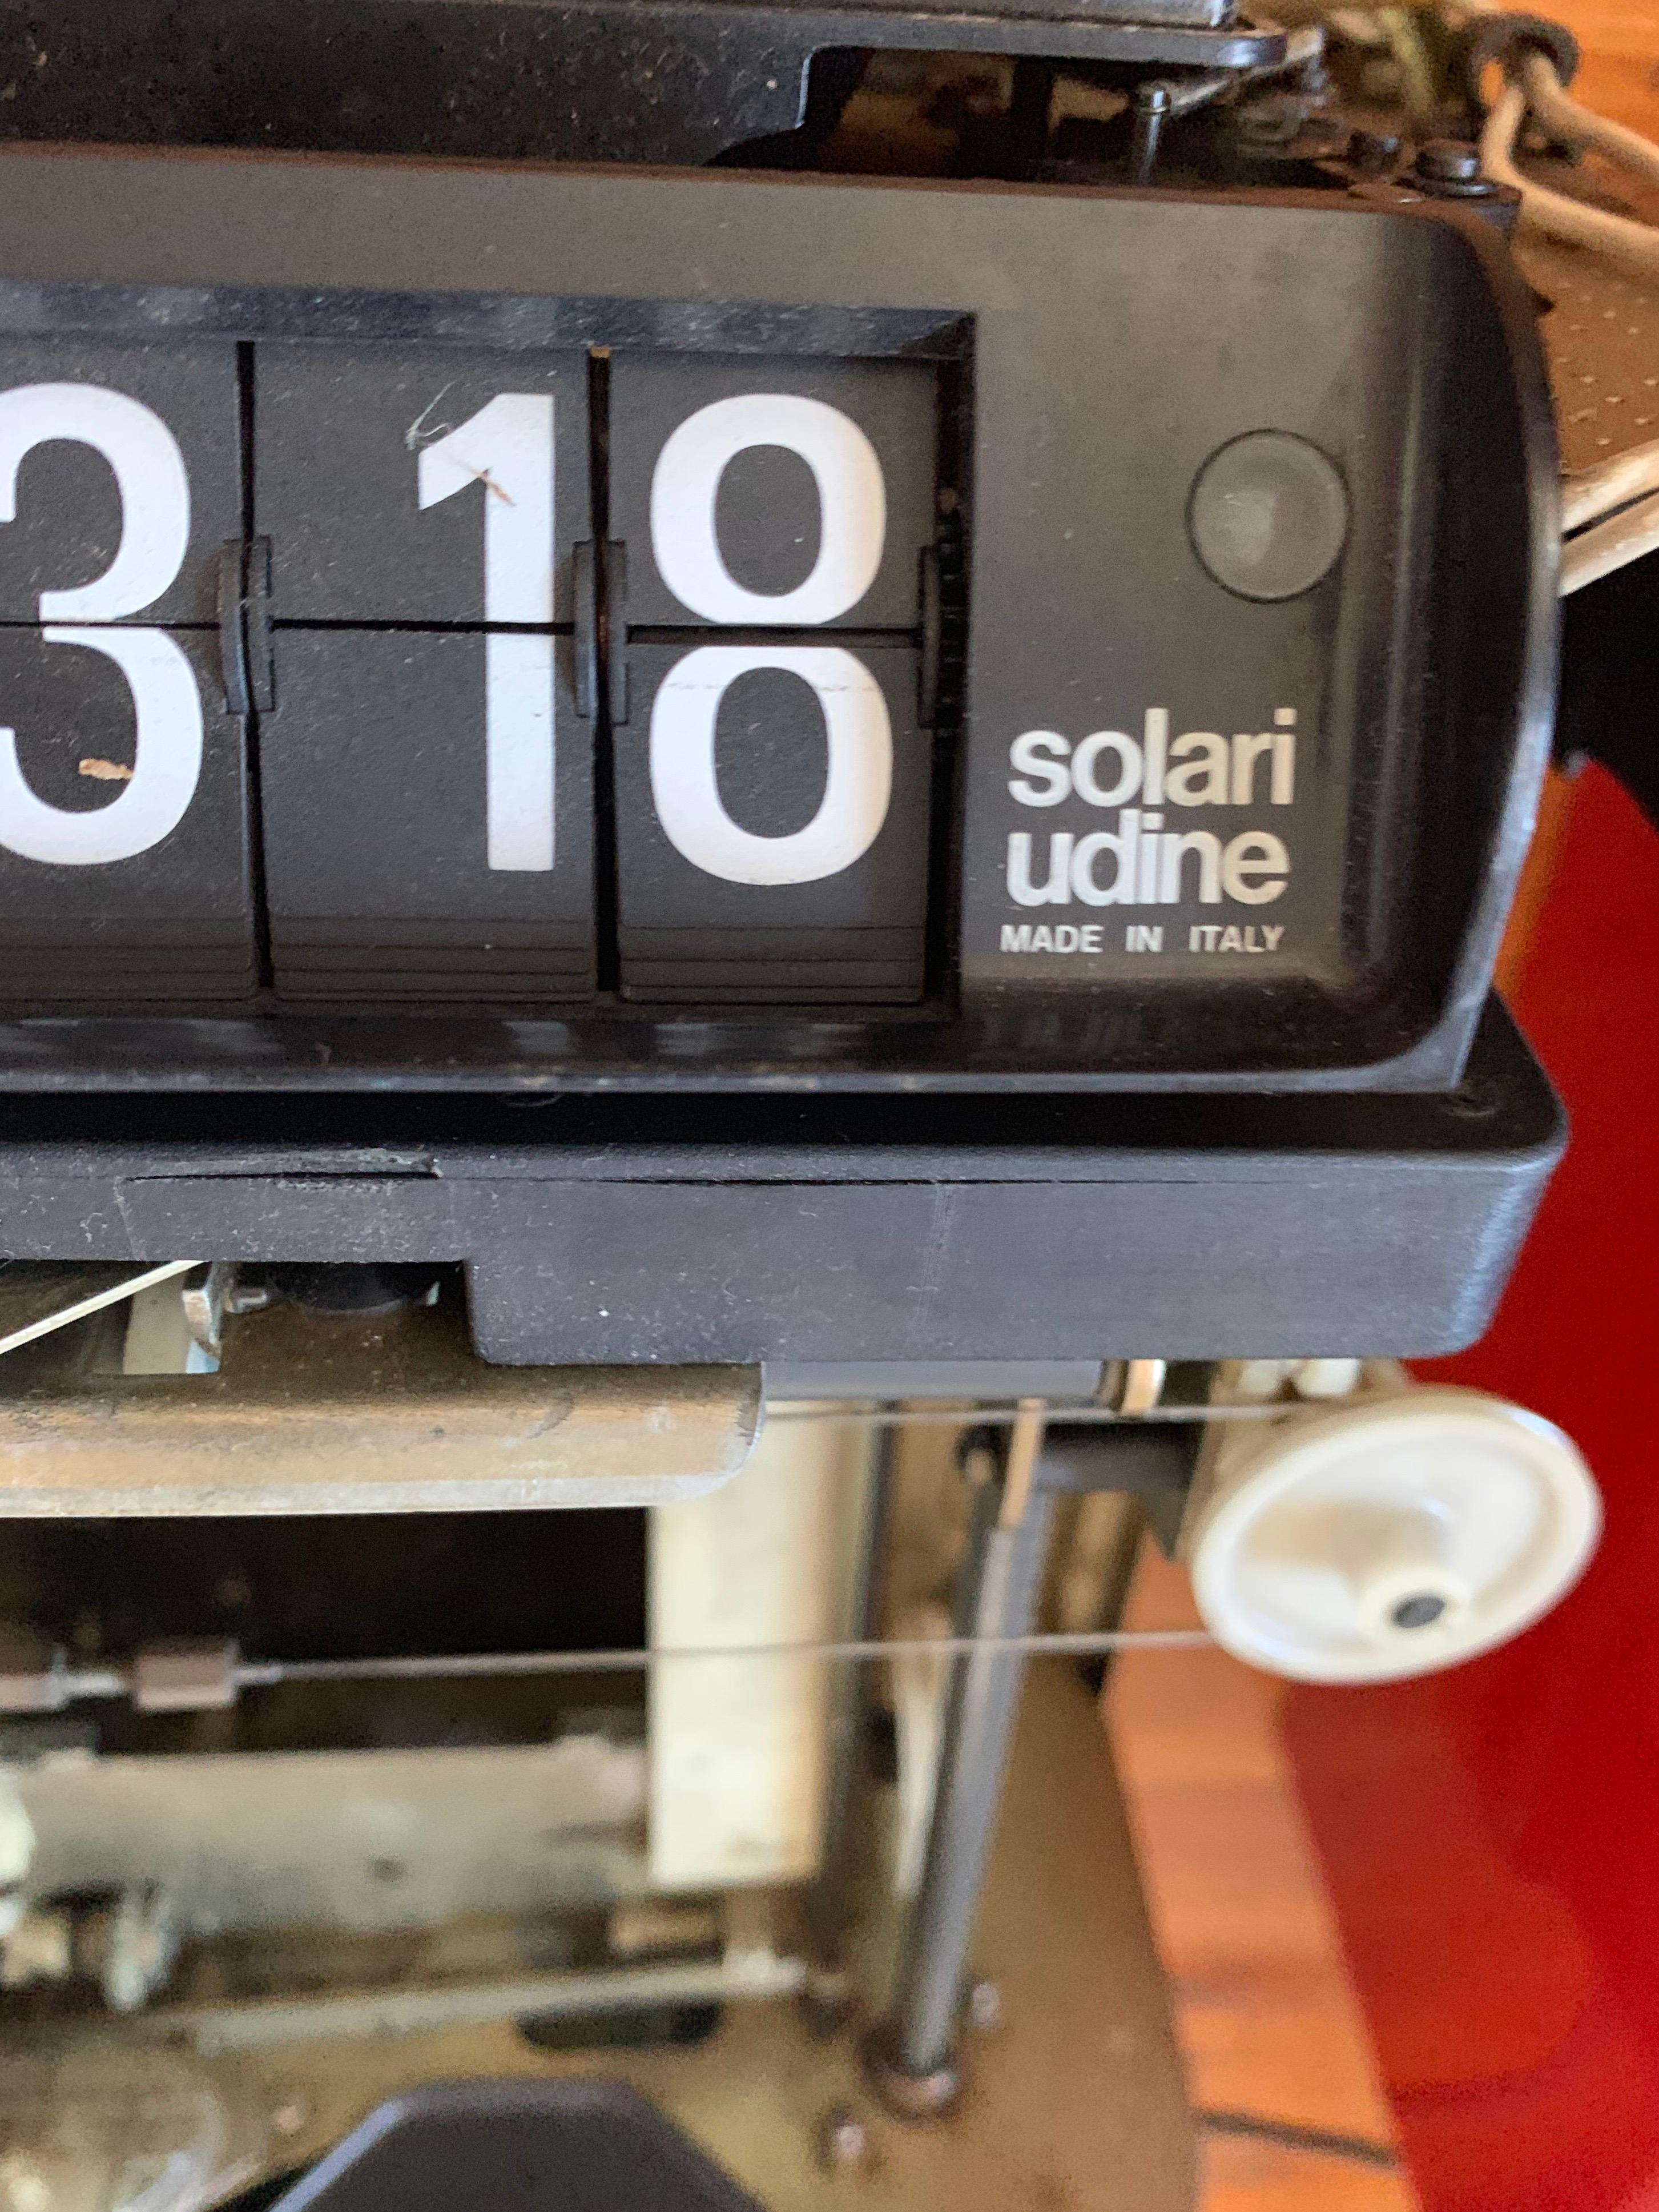 3 18
solari
udine
MADE IN ITALY